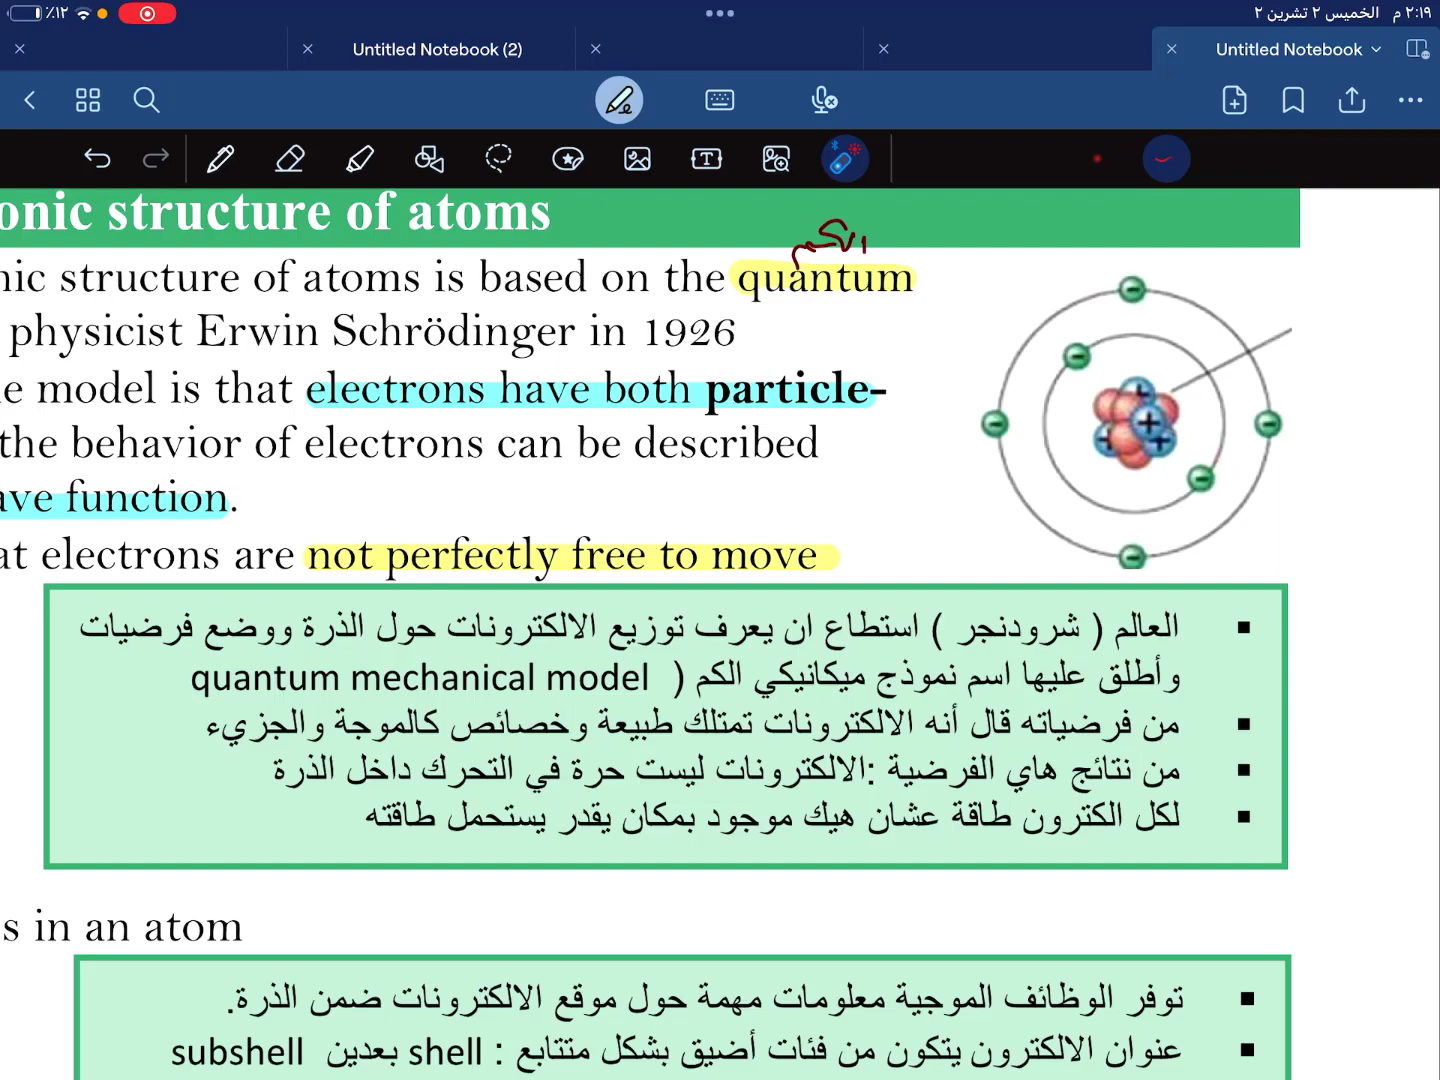 ٪١٢
٢:١٩ م الخميس ٢ تشرين ٢
Untitled Notebook (2)
Untitled Notebook
onic structure of atoms
الكم
nic structure of atoms is based on the quantum
physicist Erwin Schrödinger in 1926
e model is that electrons have both particle-
the behavior of electrons can be described
ave function.
at electrons are not perfectly free to move
▪ العالم ( شرودنجر ) استطاع ان يعرف توزيع الالكترونات حول الذرة ووضع فرضيات
وأطلق عليها اسم نموذج ميكانيكي الكم ( quantum mechanical model
▪ من فرضياته قال أنه الالكترونات تمتلك طبيعة وخصائص كالموجة والجزيء
▪ من نتائج هاي الفرضية :الالكترونات ليست حرة في التحرك داخل الذرة
▪ لكل الكترون طاقة عشان هيك موجود بمكان يقدر يستحمل طاقته
s in an atom
▪ توفر الوظائف الموجية معلومات مهمة حول موقع الالكترونات ضمن الذرة.
▪ عنوان الالكترون يتكون من فئات أضيق بشكل متتابع : shell بعدين subshell